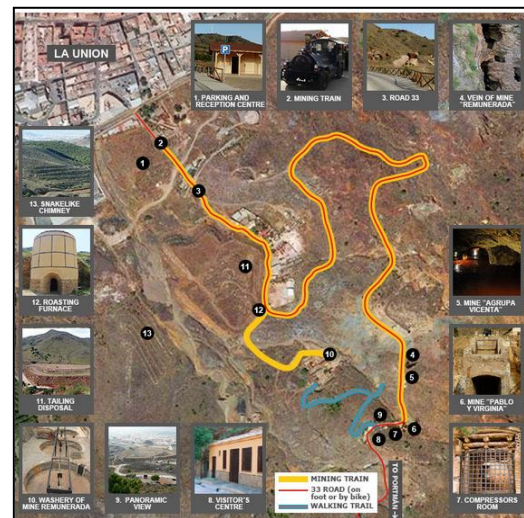 LA UNION
P
1. PARKING AND
RECEPTION CENTRE
2. MINING TRAIN
3. ROAD 33
4. VEIN OF MINE
"REMUNERADA"
13. SNAKELIKE
CHIMNEY
12. ROASTING
FURNACE
11. TAILING
DISPOSAL
10. WASHERY OF
MINE REMUNERADA
9. PANORAMIC
VIEW
8. VISITOR'S
CENTRE
5. MINE "AGRUPA
VICENTA"
6. MINE "PABLO
Y VIRGINIA"
7. COMPRESSORS
ROOM
2
1
3
11
12
13
10
4
5
9
8
7
6
MINING TRAIN
33 ROAD (on
foot or by bike)
WALKING TRAIL
TO PORTMAN